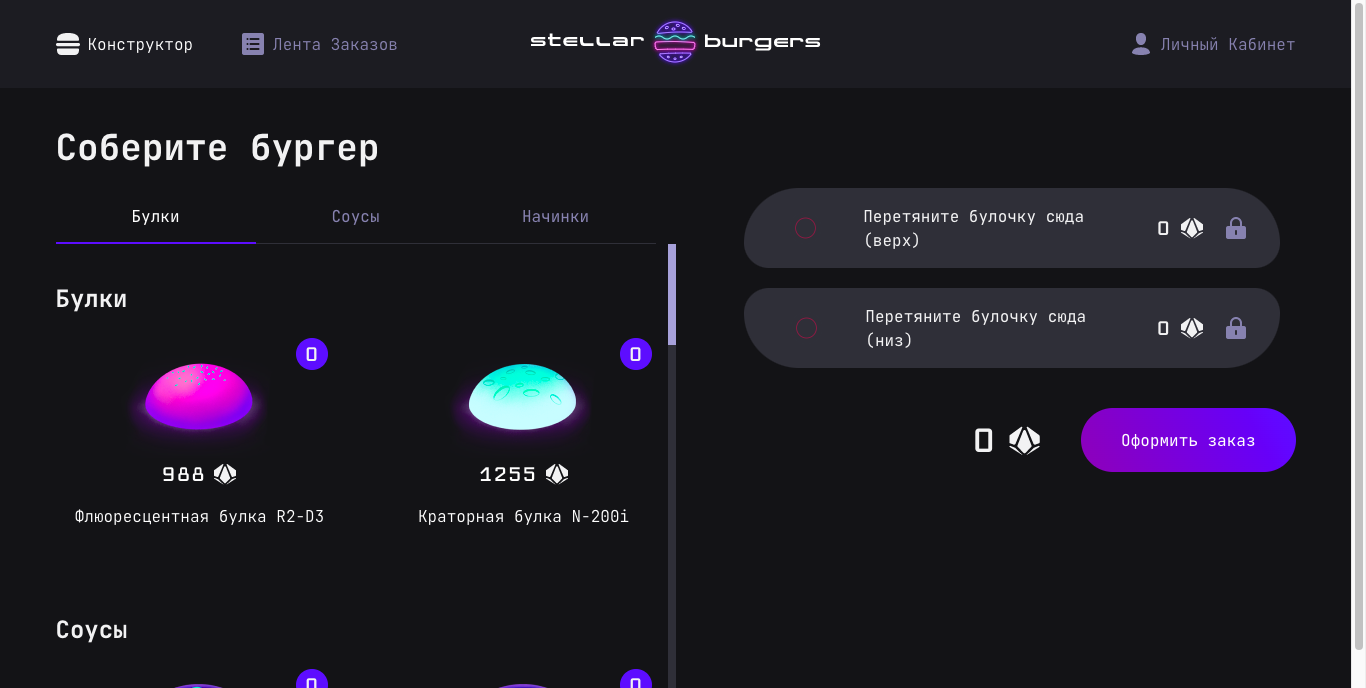 Конструктор
Лента Заказов
stellar burgers
Личный Кабинет
Соберите бургер
Булки
Соусы
Начинки
Булки
0
0
988
1255
Флюоресцентная булка R2-D3
Краторная булка N-200i
Соусы
0
0
Перетяните булочку сюда
(верх)
0
Перетяните булочку сюда
(низ)
0
0
Оформить заказ